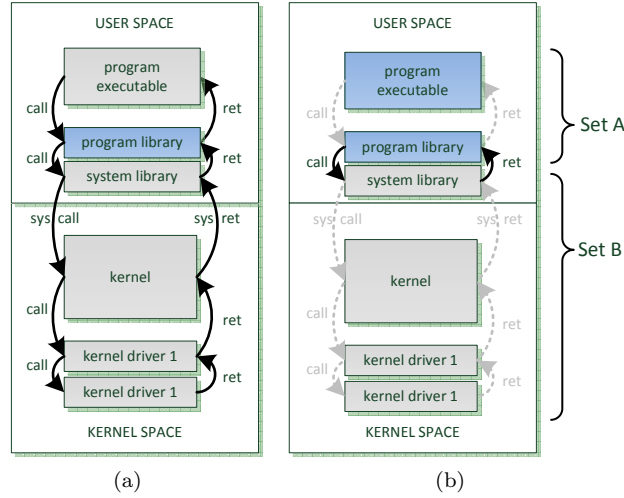 USER SPACE
program
executable
call
ret
program library
call
ret
system library
sys call
sys ret
kernel
call
ret
kernel driver 1
call
ret
kernel driver 1
KERNEL SPACE
(a)
USER SPACE
program
executable
call
ret
program library
call
ret
system library
sys call
sys ret
kernel
call
ret
kernel driver 1
call
ret
kernel driver 1
KERNEL SPACE
(b)
Set A
Set B